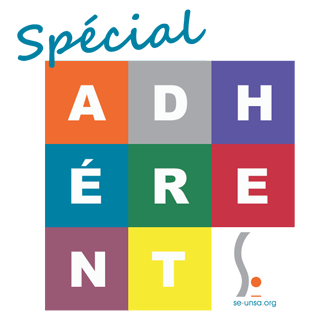 Spécial
ADH
ÉRE
NT
se-unsa.org